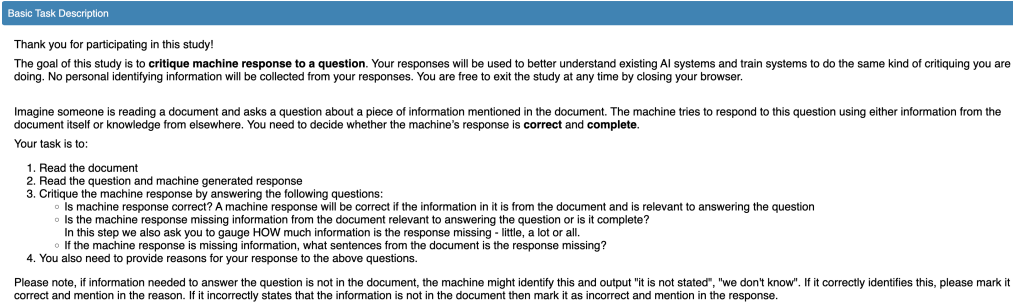 Basic Task Description
Thank you for participating in this study!
The goal of this study is to critique machine response to a question. Your responses will be used to better understand existing AI systems and train systems to do the same kind of critiquing you are
doing. No personal identifying information will be collected from your responses. You are free to exit the study at any time by closing your browser.
Imagine someone is reading a document and asks a question about a piece of information mentioned in the document. The machine tries to respond to this question using either information from the
document itself or knowledge from elsewhere. You need to decide whether the machine's response is correct and complete.
Your task is to:
1. Read the document
2. Read the question and machine generated response
3. Critique the machine response by answering the following questions:
◦ Is machine response correct? A machine response will be correct if the information in it is from the document and is relevant to answering the question
◦ Is the machine response missing information from the document relevant to answering the question or is it complete?
In this step we also ask you to gauge HOW much information is the response missing - little, a lot or all.
◦ If the machine response is missing information, what sentences from the document is the response missing?
4. You also need to provide reasons for your response to the above questions.
Please note, if information needed to answer the question is not in the document, the machine might identify this and output "it is not stated", "we don't know". If it correctly identifies this, please mark it
correct and mention in the reason. If it incorrectly states that the information is not in the document then mark it as incorrect and mention in the response.